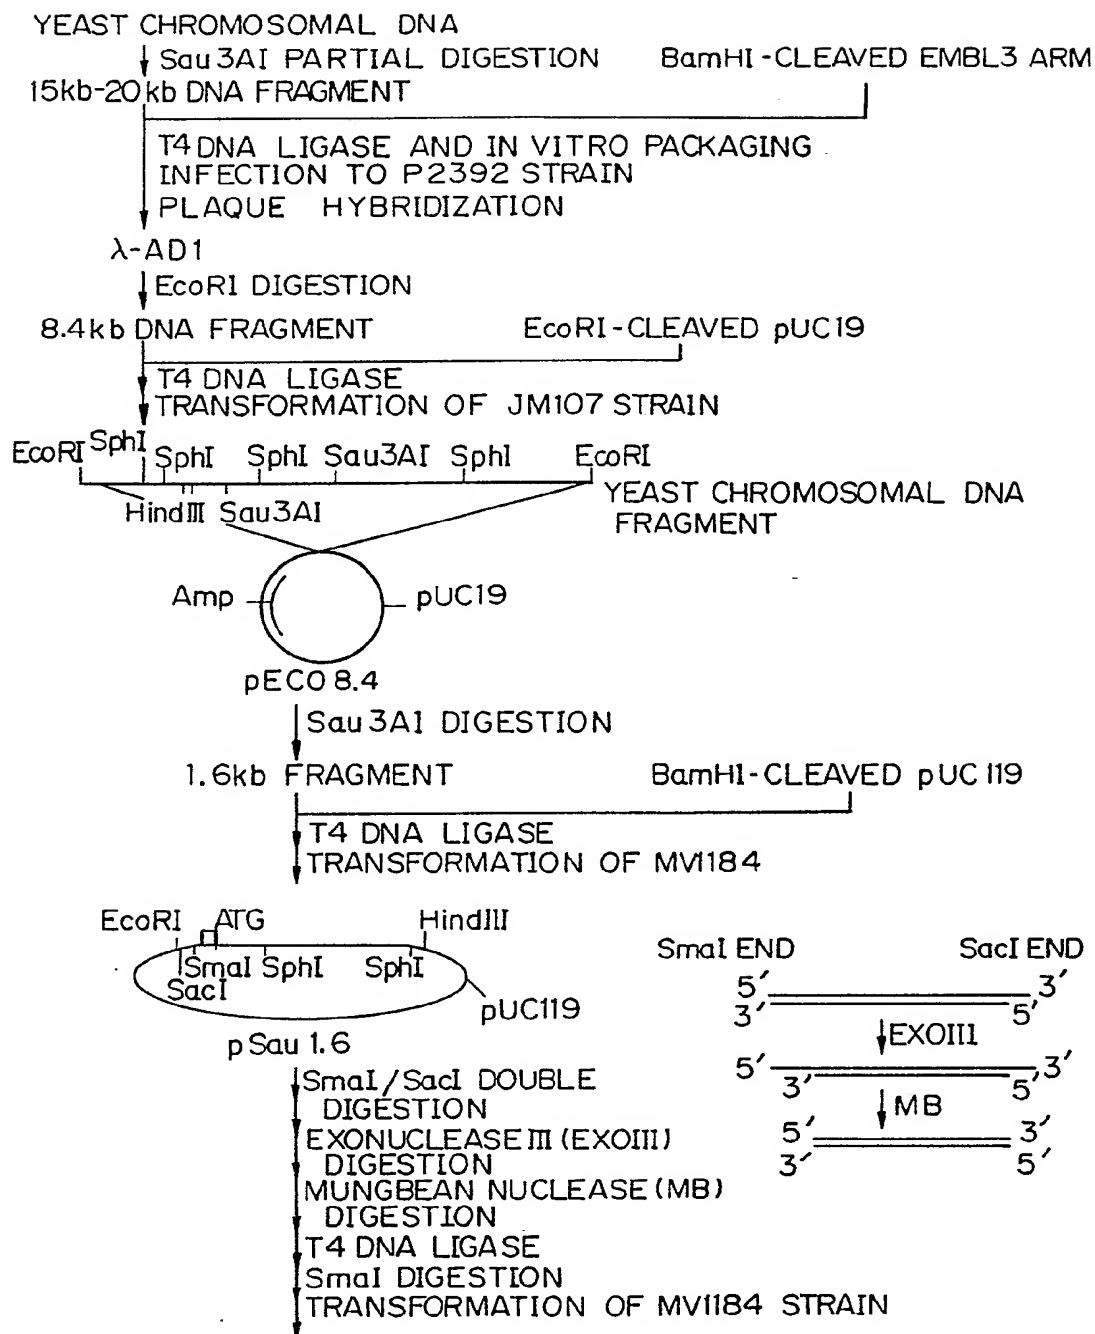 YEAST CHROMOSOMAL DNA
Sau3AI PARTIAL DIGESTION
BamHI-CLEAVED EMBL3 ARM
15kb-20kb DNA FRAGMENT
T4 DNA LIGASE AND IN VITRO PACKAGING
INFECTION TO P2392 STRAIN
PLAQUE HYBRIDIZATION
λ-AD1
EcoRI DIGESTION
8.4kb DNA FRAGMENT
EcoRI-CLEAVED pUC19
T4 DNA LIGASE
TRANSFORMATION OF JM107 STRAIN
EcoRI SphI SphI SphI Sau3AI SphI EcoRI
HindIII Sau3AI
YEAST CHROMOSOMAL DNA
FRAGMENT
Amp
pUC19
pECO 8.4
Sau3AI DIGESTION
1.6kb FRAGMENT
BamHI-CLEAVED pUC119
T4 DNA LIGASE
TRANSFORMATION OF MV1184
EcoRI ATG HindIII
SmaI SphI SphI
SacI
pUC119
pSau 1.6
SmaI/SacI DOUBLE
DIGESTION
EXONUCLEASE III (EXOIII)
DIGESTION
MUNGBEAN NUCLEASE (MB)
DIGESTION
T4 DNA LIGASE
SmaI DIGESTION
TRANSFORMATION OF MV1184 STRAIN
SmaI END SacI END
5′ 3′
3′ 5′
EXOIII
5′ 3′
3′ 5′
MB
5′ 3′
3′ 5′